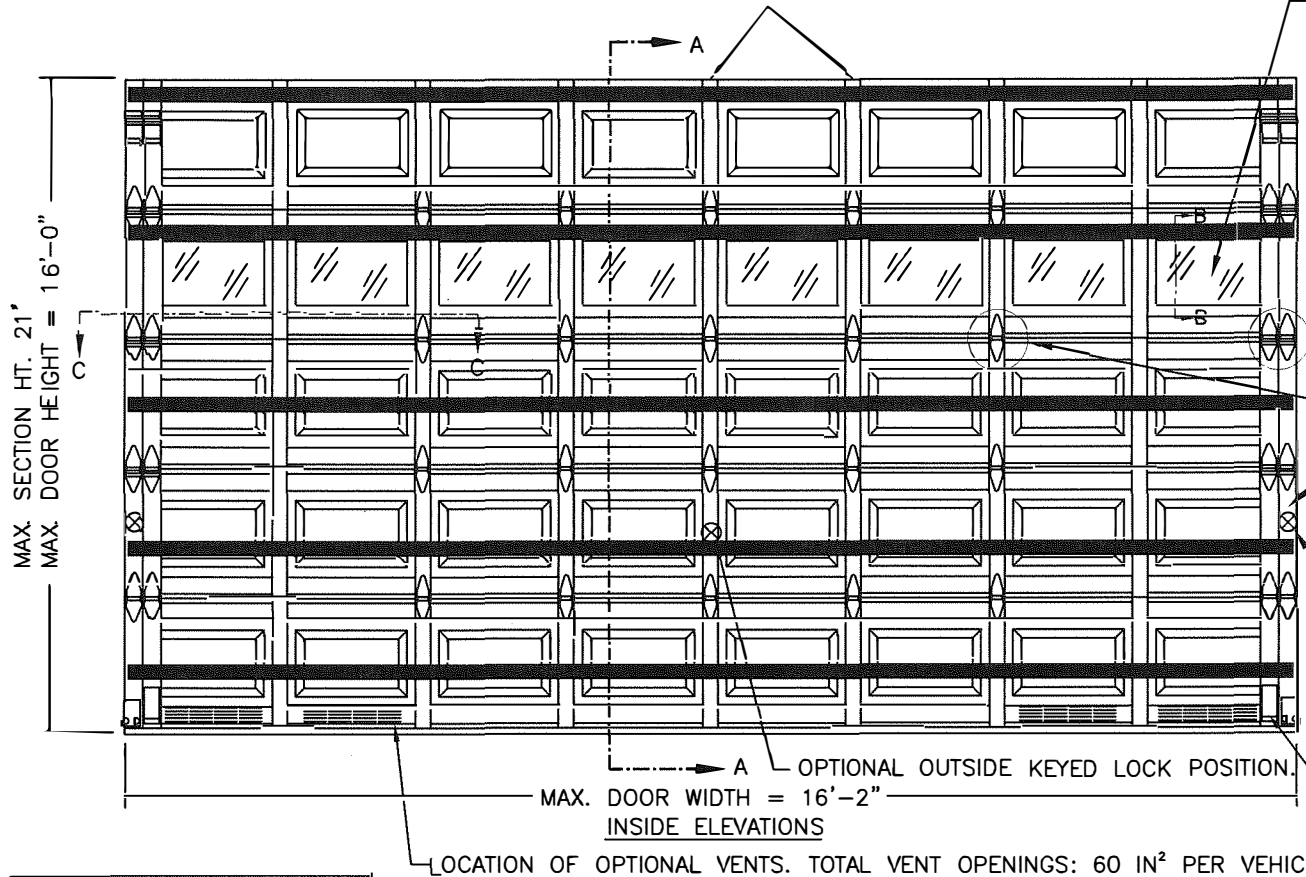 A
MAX. SECTION HT. 21"
MAX. DOOR HEIGHT = 16'-0"
B
B
C
C
A
OPTIONAL OUTSIDE KEYED LOCK POSITION.
MAX. DOOR WIDTH = 16'-2"
INSIDE ELEVATIONS
LOCATION OF OPTIONAL VENTS. TOTAL VENT OPENINGS: 60 IN² PER VEHIC